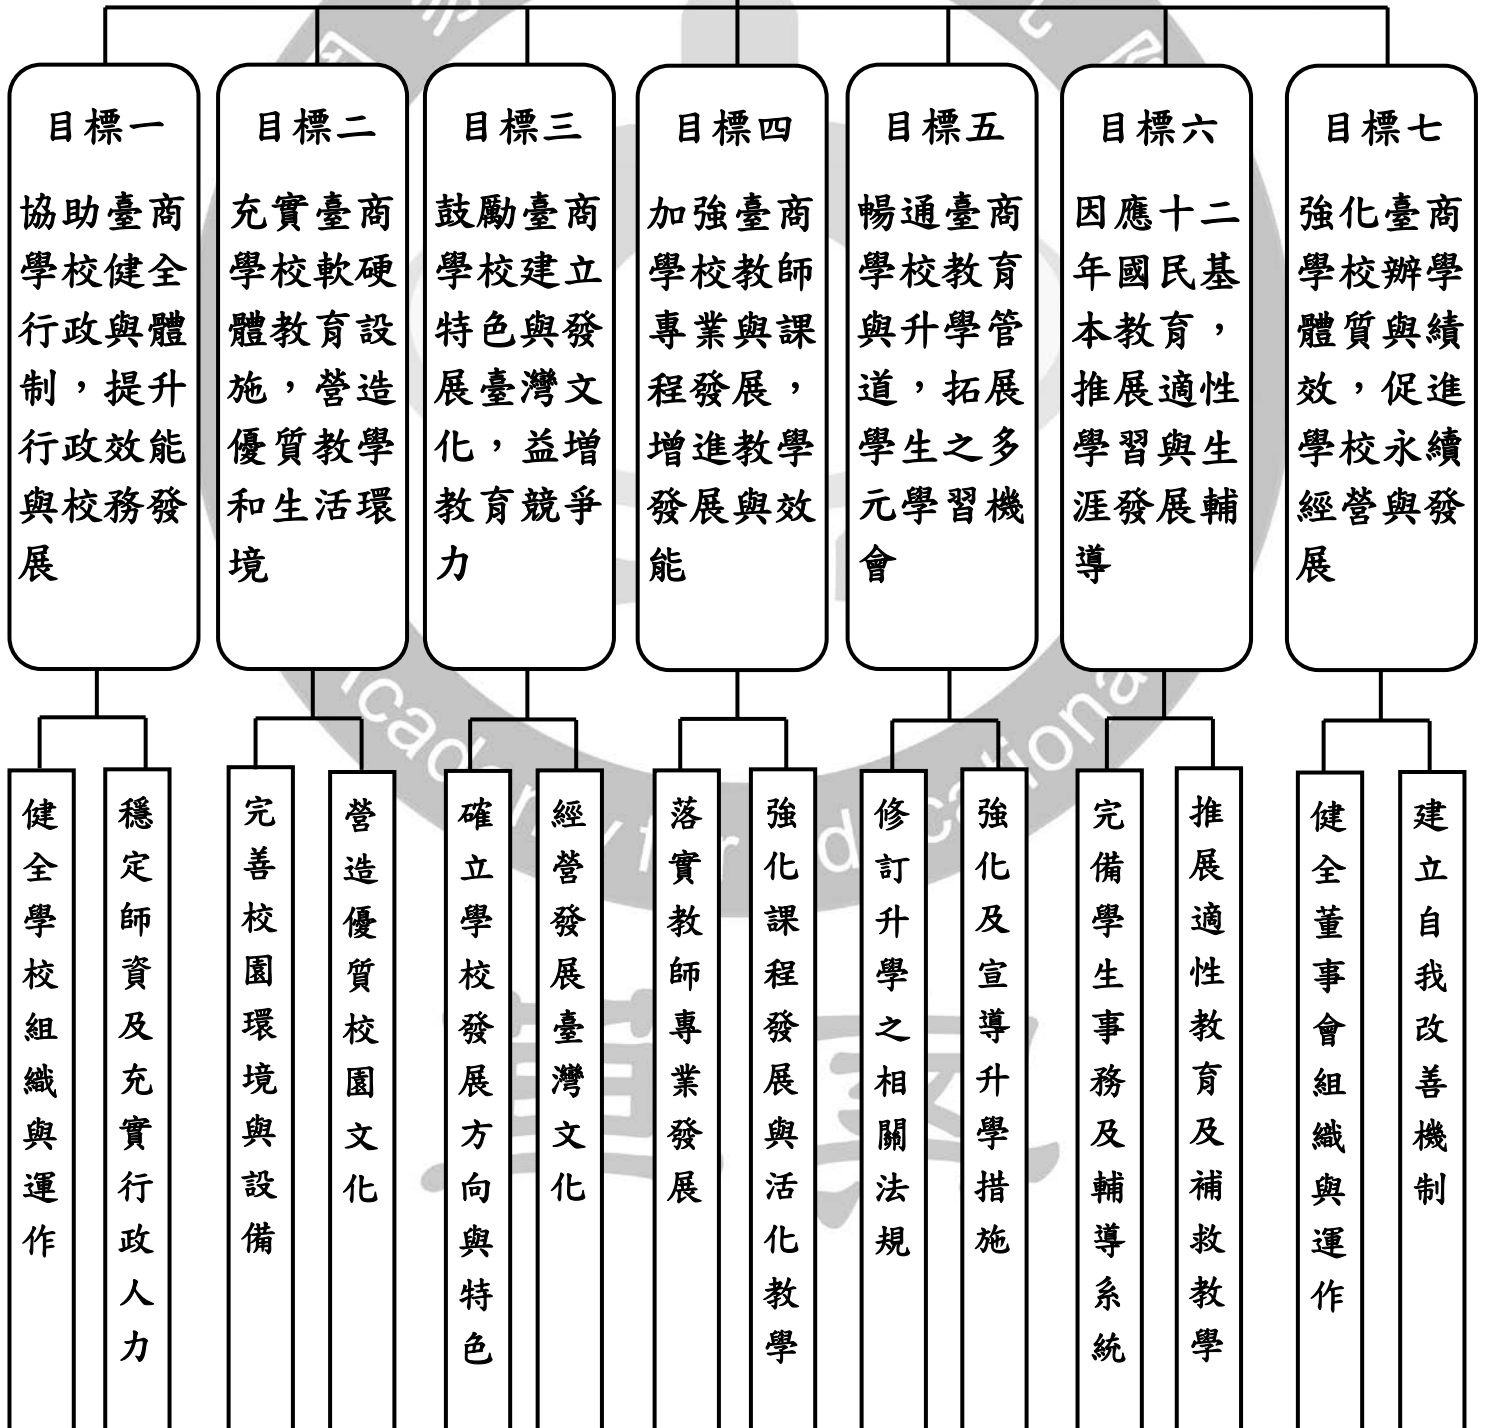 目標一
協助臺商
學校健全
行政與體
制，提升
行政效能
與校務發
展
目標二
充實臺商
學校軟硬
體教育設
施，營造
優質教學
和生活環
境
目標三
鼓勵臺商
學校建立
特色與發
展臺灣文
化，益增
教育競爭
力
目標四
加強臺商
學校教師
專業與課
程發展，
增進教學
發展與效
能
目標五
暢通臺商
學校教育
與升學管
道，拓展
學生之多
元學習機
會
目標六
因應十二
年國民基
本教育，
推展適性
學習與生
涯發展輔
導
目標七
強化臺商
學校辦學
體質與績
效，促進
學校永續
經營與發
展
健全學校組織與運作
穩定師資及充實行政人力
完善校園環境與設備
營造優質校園文化
確立學校發展方向與特色
經營發展臺灣文化
落實教師專業發展
強化課程發展與活化教學
修訂升學之相關法規
強化及宣導升學措施
完備學生事務及輔導系統
推展適性教育及補救教學
健全董事會組織與運作
建立自我改善機制